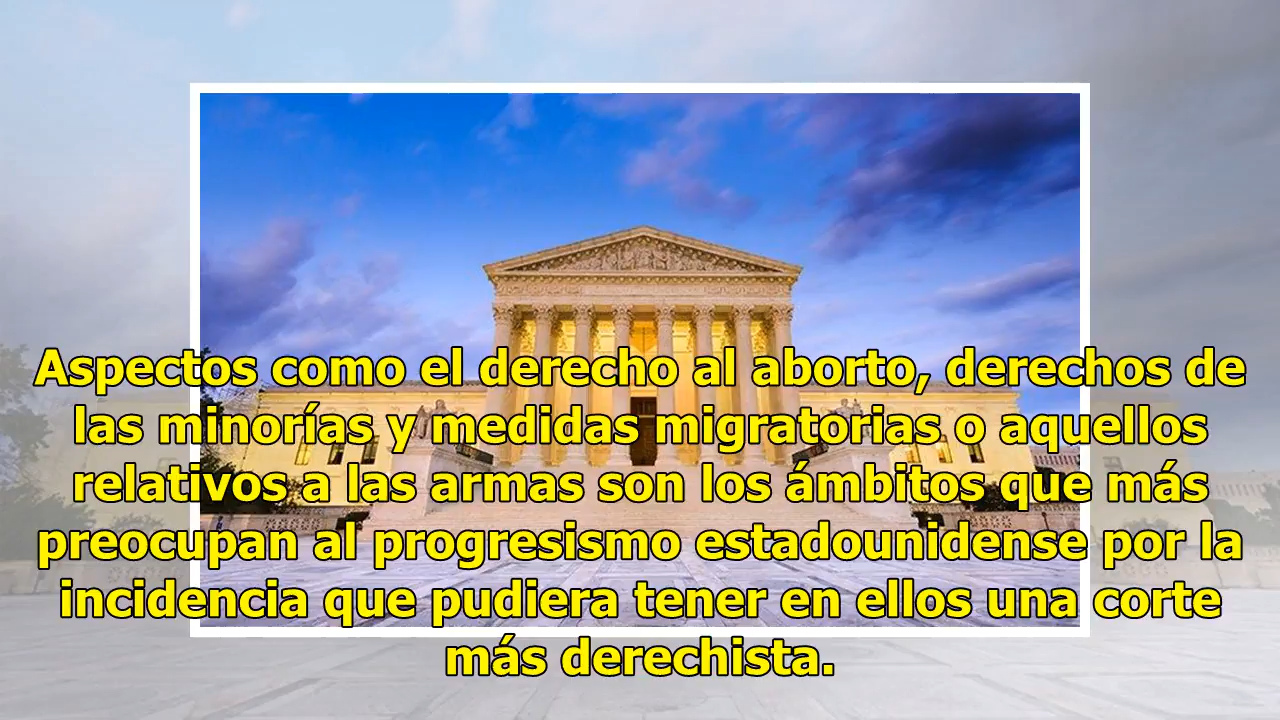 Aspectos como el derecho al aborto, derechos de
las minorías y medidas migratorias o aquellos
relativos a las armas son los ámbitos que más
preocupan al progresismo estadounidense por la
incidencia que pudiera tener en ellos una corte
más derechista.